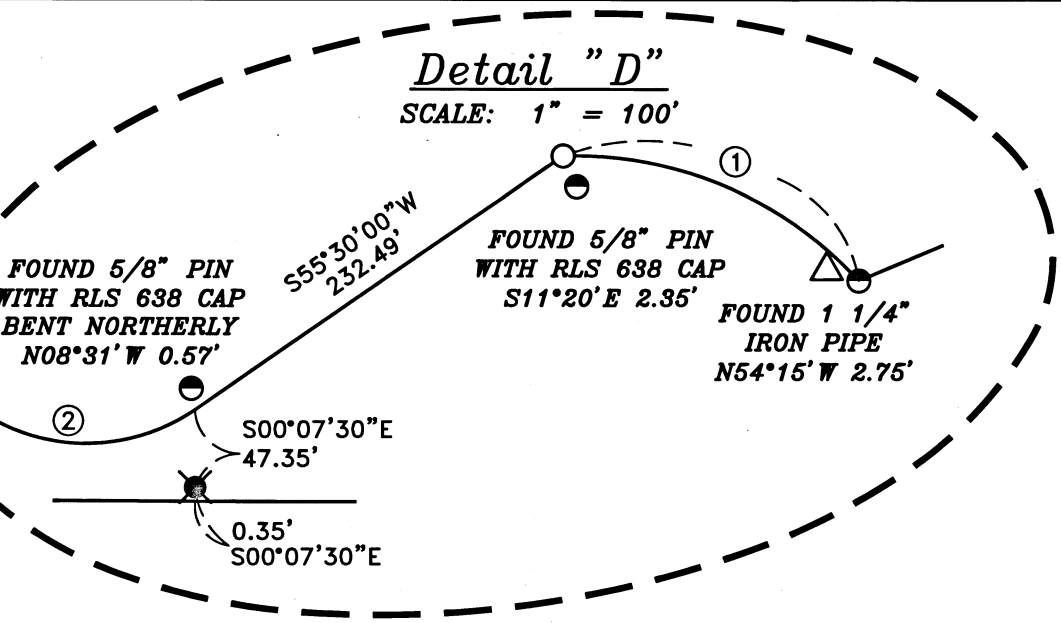 Detail "D"
SCALE: 1" = 100'
1
S55°30'00"W
232.49'
FOUND 5/8" PIN
WITH RLS 638 CAP
S11°20'E 2.35'
FOUND 5/8" PIN
WITH RLS 638 CAP
BENT NORTHERLY
N08°31'W 0.57'
FOUND 1 1/4"
IRON PIPE
N54°15'W 2.75'
2
S00°07'30"E
47.35'
0.35'
S00°07'30"E